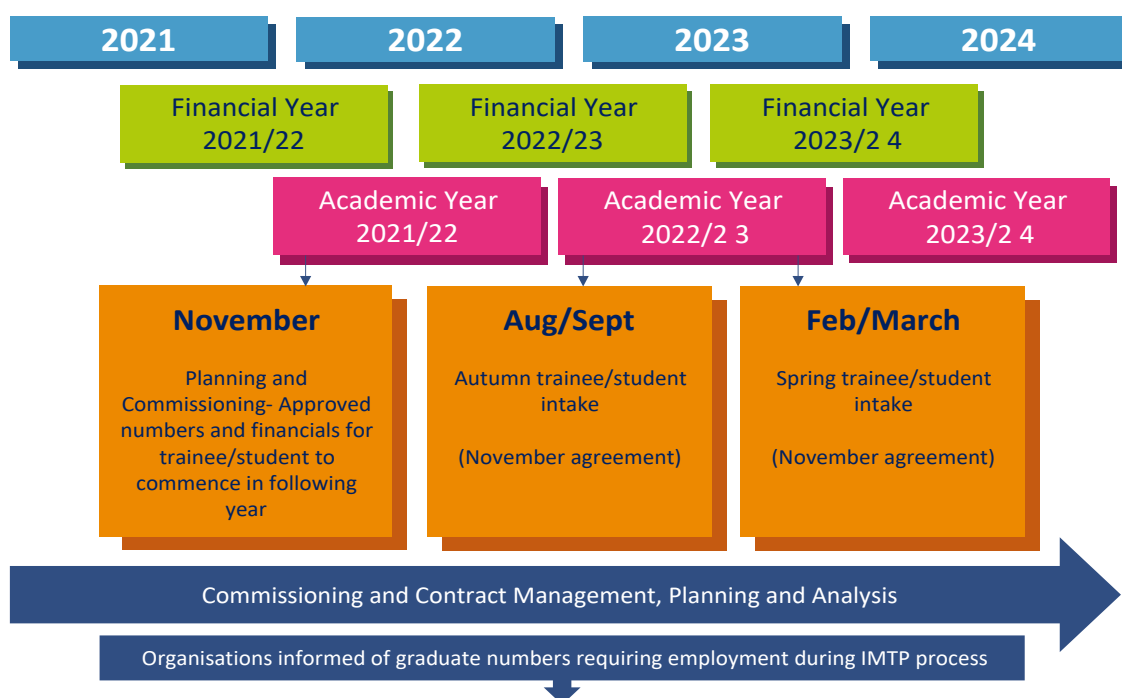 2021
2022
2023
2024
Financial Year
2021/22
Financial Year
2022/23
Financial Year
2023/2 4
Academic Year
2021/22
Academic Year
2022/2 3
Academic Year
2023/2 4
November
Planning and
Commissioning- Approved
numbers and financials for
trainee/student to
commence in following
year
Aug/Sept
Autumn trainee/student
intake
(November agreement)
Feb/March
Spring trainee/student
intake
(November agreement)
Commissioning and Contract Management, Planning and Analysis
Organisations informed of graduate numbers requiring employment during IMTP process